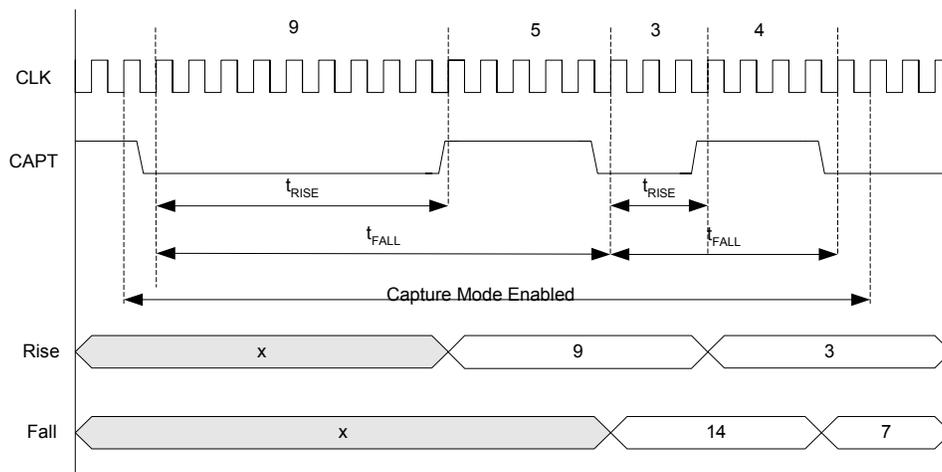 9 5 3 4
CLK
CAPT
tRISE tRISE
tFALL tFALL
Capture Mode Enabled
Rise x 9 3
Fall x 14 7